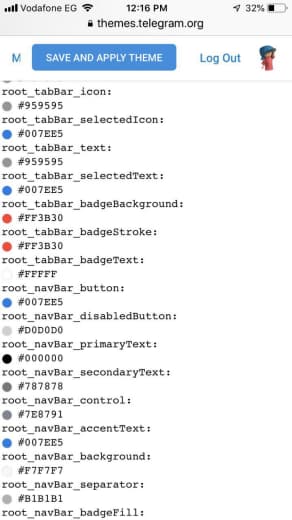 Vodafone EG
12:16 PM
32%
themes.telegram.org
M
SAVE AND APPLY THEME
Log Out
root_tabBar_icon:
#959595
root_tabBar_selectedIcon:
#007EE5
root_tabBar_text:
#959595
root_tabBar_selectedText:
#007EE5
root_tabBar_badgeBackground:
#FF3B30
root_tabBar_badgeStroke:
#FF3B30
root_tabBar_badgeText:
#FFFFF
root_navBar_button:
#007EE5
root_navBar_disabledButton:
#D0D0D0
root_navBar_primaryText:
#000000
root_navBar_secondaryText:
#787878
root_navBar_control:
#7E8791
root_navBar_accentText:
#007EE5
root_navBar_background:
#F7F7F7
root_navBar_separator:
#B1B1B1
root_navBar_badgeFill: